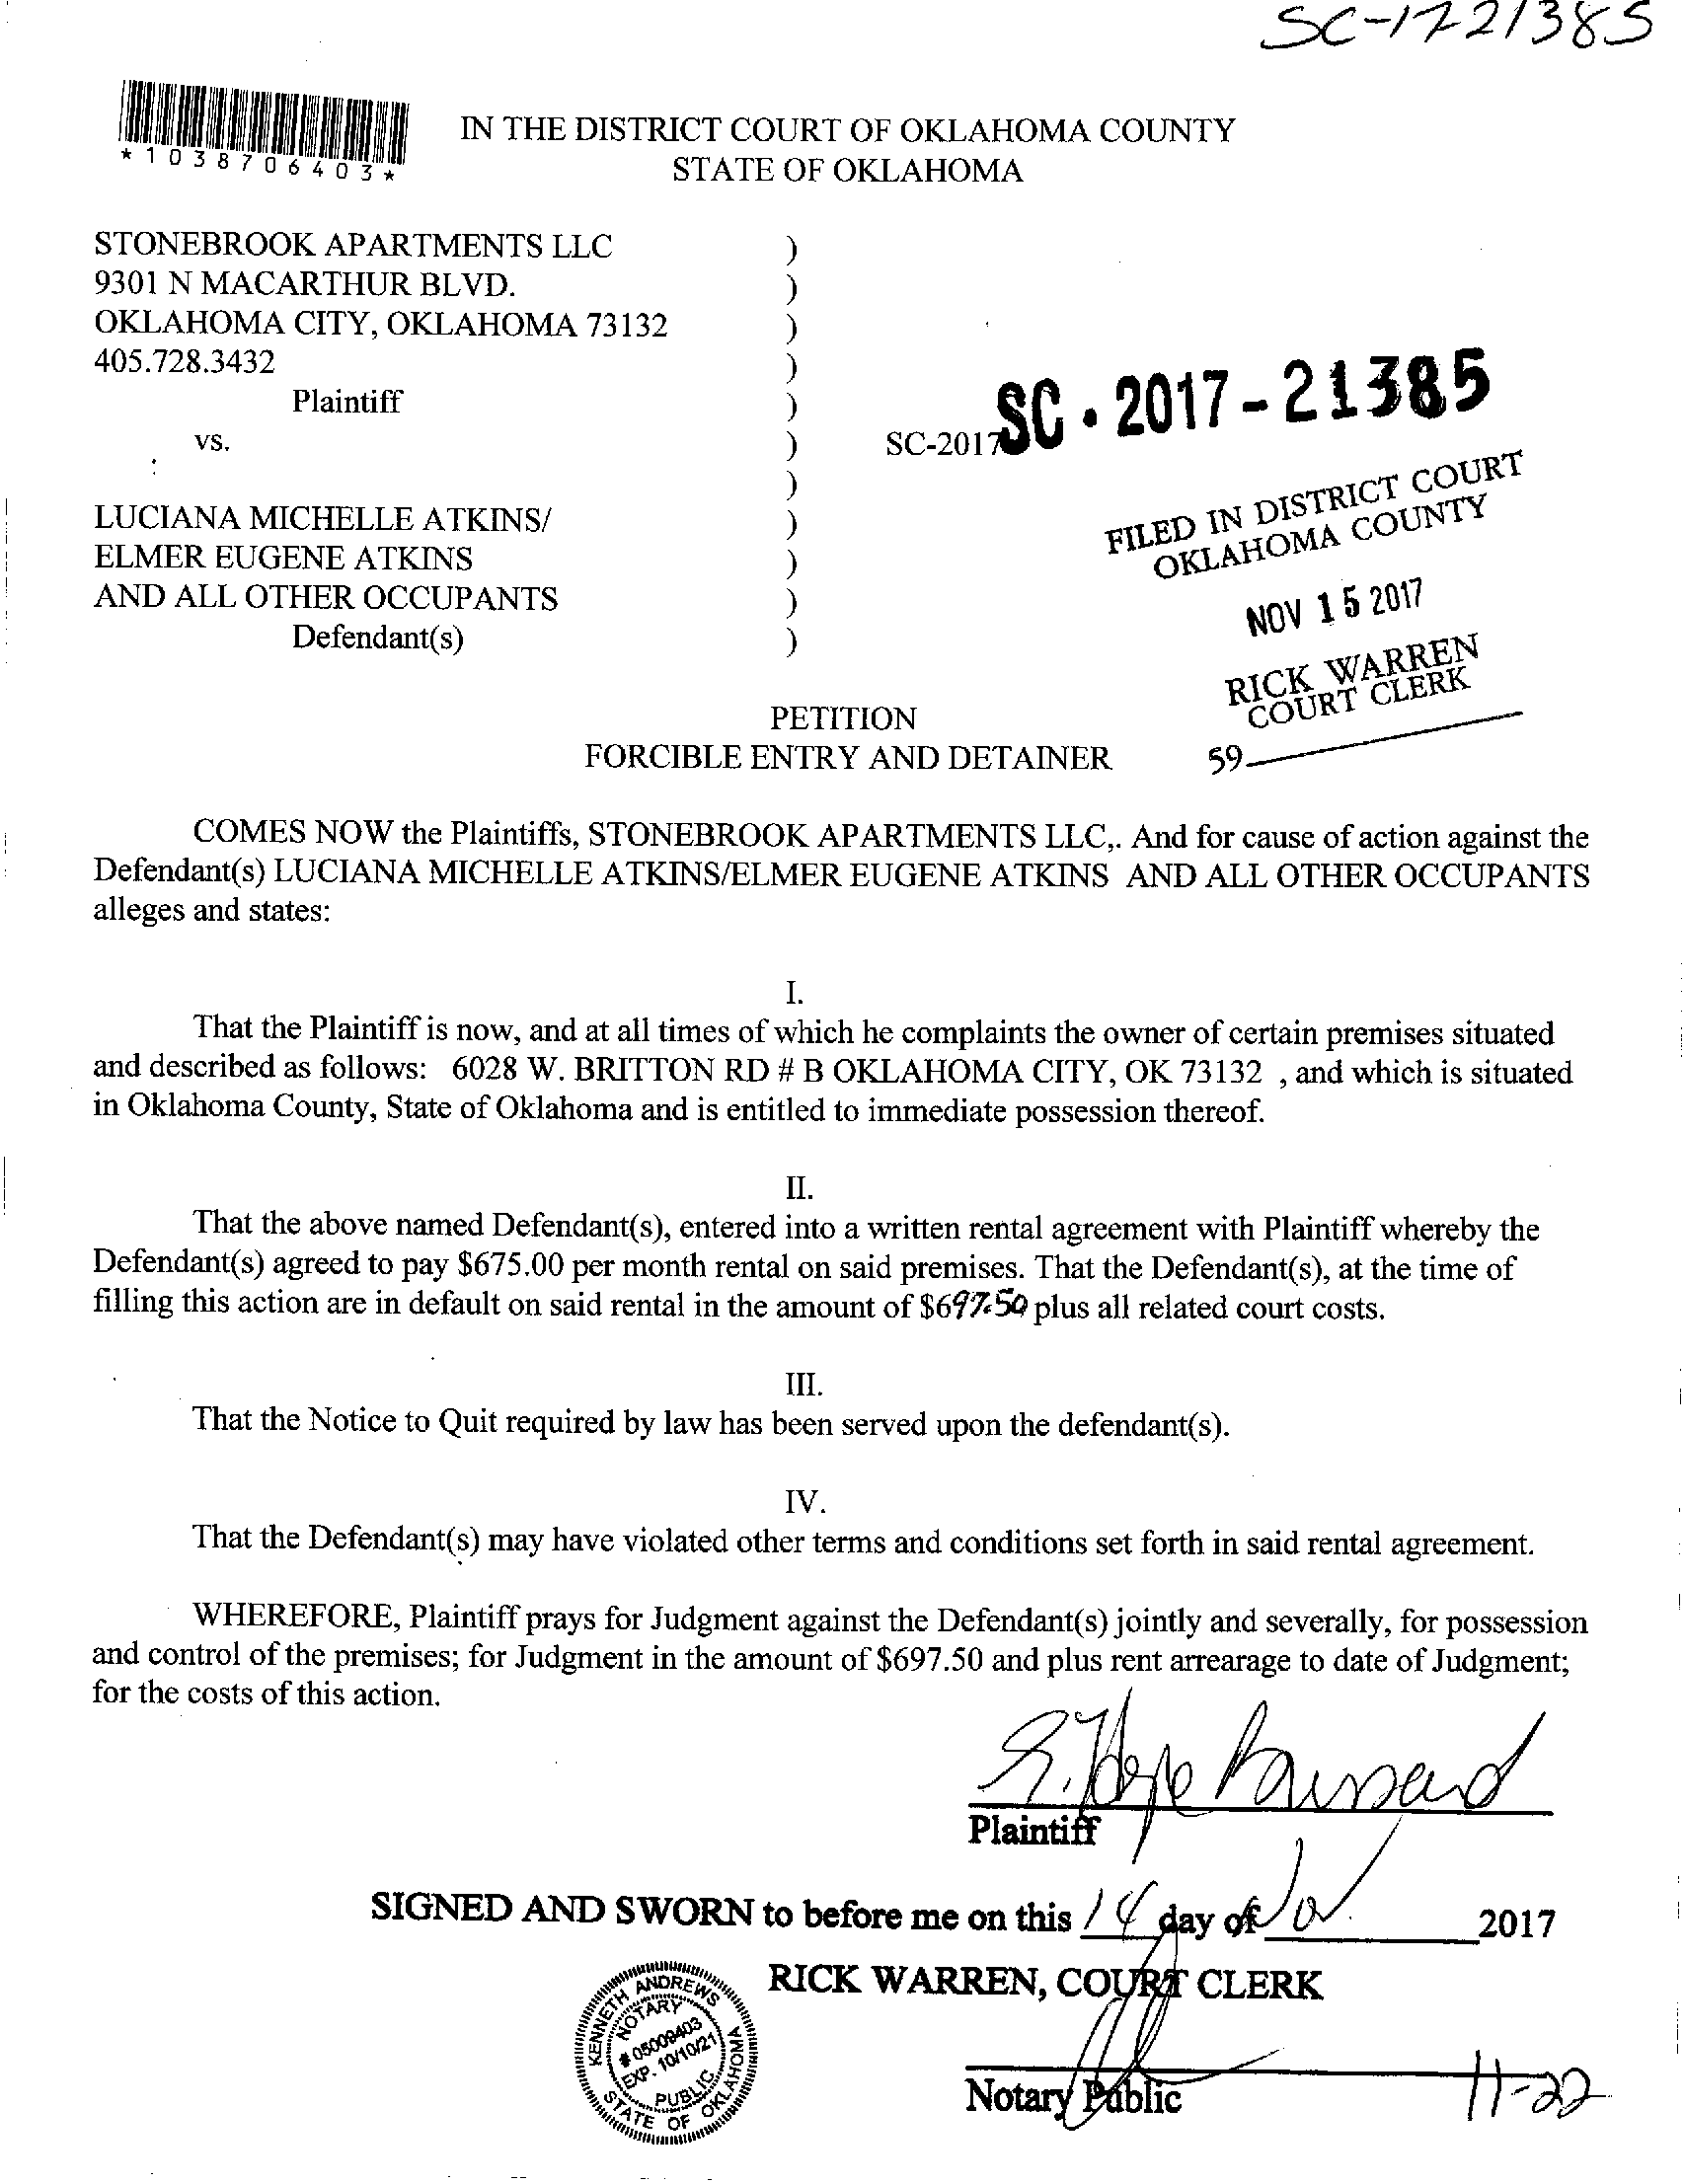 SC-1721385
*1038706403*
IN THE DISTRICT COURT OF OKLAHOMA COUNTY
STATE OF OKLAHOMA
STONEBROOK APARTMENTS LLC )
9301 N MACARTHUR BLVD. )
OKLAHOMA CITY, OKLAHOMA 73132 )
405.728.3432 )
Plaintiff )
vs. ) SC-2017 SC-2017-21385
)
LUCIANA MICHELLE ATKINS/ )
ELMER EUGENE ATKINS )
AND ALL OTHER OCCUPANTS )
Defendant(s) )
FILED IN DISTRICT COURT
OKLAHOMA COUNTY
NOV 15 2017
RICK WARREN
COURT CLERK
59
PETITION
FORCIBLE ENTRY AND DETAINER
COMES NOW the Plaintiffs, STONEBROOK APARTMENTS LLC,. And for cause of action against the
Defendant(s) LUCIANA MICHELLE ATKINS/ELMER EUGENE ATKINS AND ALL OTHER OCCUPANTS
alleges and states:
I.
That the Plaintiff is now, and at all times of which he complaints the owner of certain premises situated
and described as follows: 6028 W. BRITTON RD # B OKLAHOMA CITY, OK 73132 , and which is situated
in Oklahoma County, State of Oklahoma and is entitled to immediate possession thereof.
II.
That the above named Defendant(s), entered into a written rental agreement with Plaintiff whereby the
Defendant(s) agreed to pay $675.00 per month rental on said premises. That the Defendant(s), at the time of
filling this action are in default on said rental in the amount of $697.50 plus all related court costs.
III.
That the Notice to Quit required by law has been served upon the defendant(s).
IV.
That the Defendant(s) may have violated other terms and conditions set forth in said rental agreement.
WHEREFORE, Plaintiff prays for Judgment against the Defendant(s) jointly and severally, for possession
and control of the premises; for Judgment in the amount of $697.50 and plus rent arrearage to date of Judgment;
for the costs of this action.
Plaintiff
SIGNED AND SWORN to before me on this 14 day of Nov 2017
RICK WARREN, COURT CLERK
KENNETH ANDREWS
NOTARY
# 05009403
EXP. 10/10/21
PUBLIC
STATE OF OKLAHOMA
Notary Public
11-22